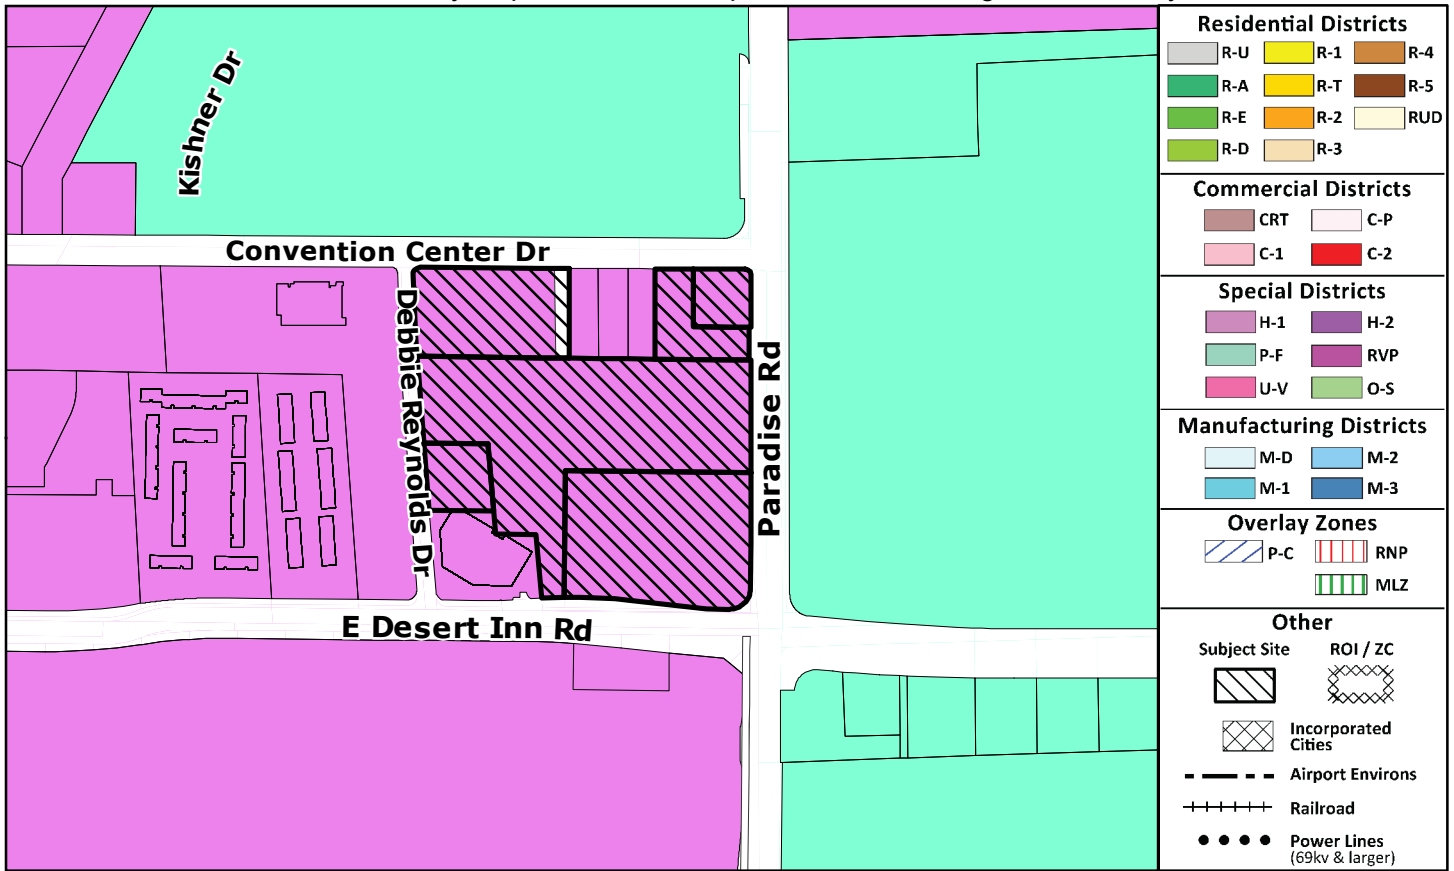 Kishner Dr
Convention Center Dr
Debbie Reynolds Dr
Paradise Rd
E Desert Inn Rd
Residential Districts
R-U R-1 R-4
R-A R-T R-5
R-E R-2 RUD
R-D R-3
Commercial Districts
CRT C-P
C-1 C-2
Special Districts
H-1 H-2
P-F RVP
U-V O-S
Manufacturing Districts
M-D M-2
M-1 M-3
Overlay Zones
P-C RNP
MLZ
Other
Subject Site ROI / ZC
Incorporated
Cities
Airport Environs
Railroad
Power Lines
(69kv & larger)